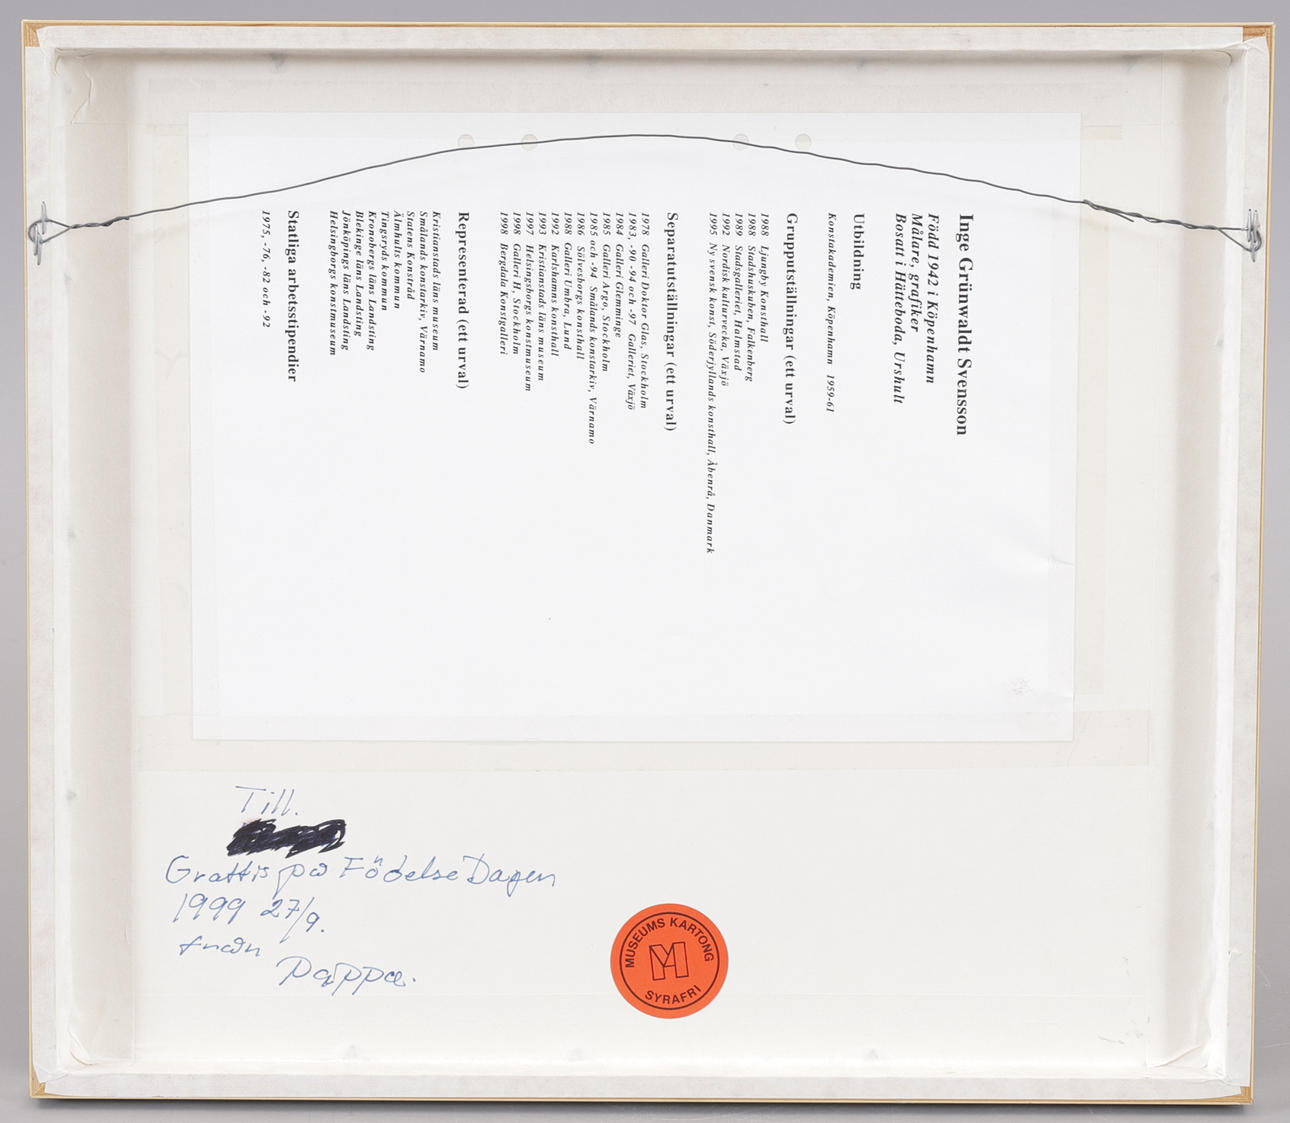 Inge Grünwaldt Svensson
Född 1942 i Köpenhamn
Målare, grafiker
Bosatt i Hätteboda, Urshult
Utbildning
Konstakademien, Köpenhamn 1959-61
Grupputställningar (ett urval)
1988 Ljungby Konsthall
1988 Stadshuskuben, Falkenberg
1989 Stadsgalleriet, Halmstad
1992 Nordisk kulturvecka, Växjö
1995 Ny svensk konst, Söderjyllands konsthall, Åbenrå, Danmark
Separatutställningar (ett urval)
1978 Galleri Doktor Glas, Stockholm
1983, -90 -94 och -97 Galleriet, Växjö
1984 Galleri Glemminge
1985 Galleri Argo, Stockholm
1985 och -94 Smålands konstarkiv, Värnamo
1986 Sölvesborgs konsthall
1988 Galleri Umbra, Lund
1992 Karlshamns konsthall
1993 Kristianstads läns museum
1997 Helsingborgs konstmuseum
1998 Galleri H, Stockholm
1998 Bergdala Konstgalleri
Representerad (ett urval)
Kristianstads läns museum
Smålands konstarkiv, Värnamo
Statens Konstråd
Älmhults kommun
Tingsryds kommun
Kronobergs läns Landsting
Blekinge läns Landsting
Jönköpings läns Landsting
Helsingborgs konstmuseum
Statliga arbetsstipendier
1975, -76, -82 och -92
Till.
Grattis på FödelseDagen
1999 27/9.
från
Pappa.
MUSEUMS KARTONG
SYRAFRI